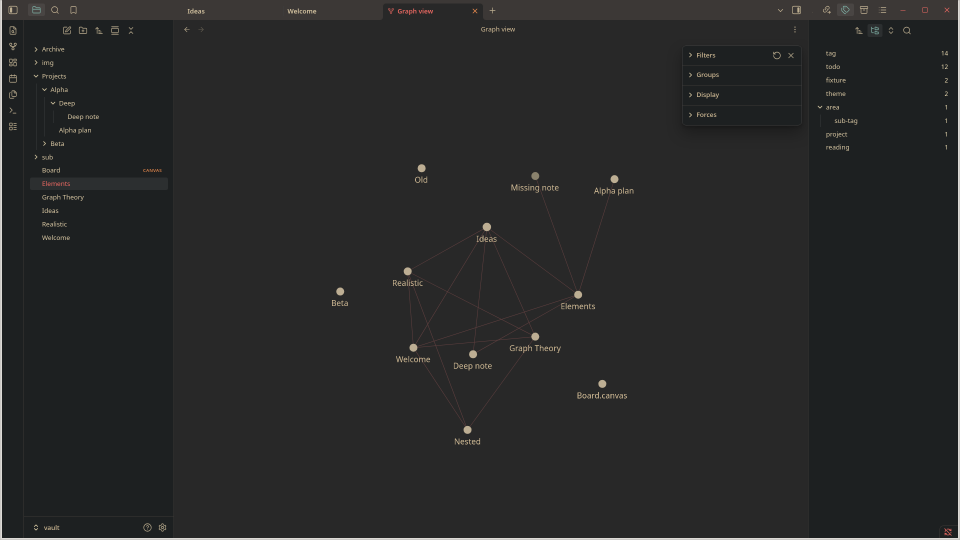 Ideas
Welcome
Graph view
Graph view
Archive
img
Projects
Alpha
Deep
Deep note
Alpha plan
Beta
sub
Board
CANVAS
Elements
Graph Theory
Ideas
Realistic
Welcome
vault
Filters
Groups
Display
Forces
Old
Missing note
Alpha plan
Ideas
Realistic
Beta
Elements
Graph Theory
Welcome
Deep note
Board.canvas
Nested
tag 14
todo 12
fixture 2
theme 2
area 1
sub-tag 1
project 1
reading 1